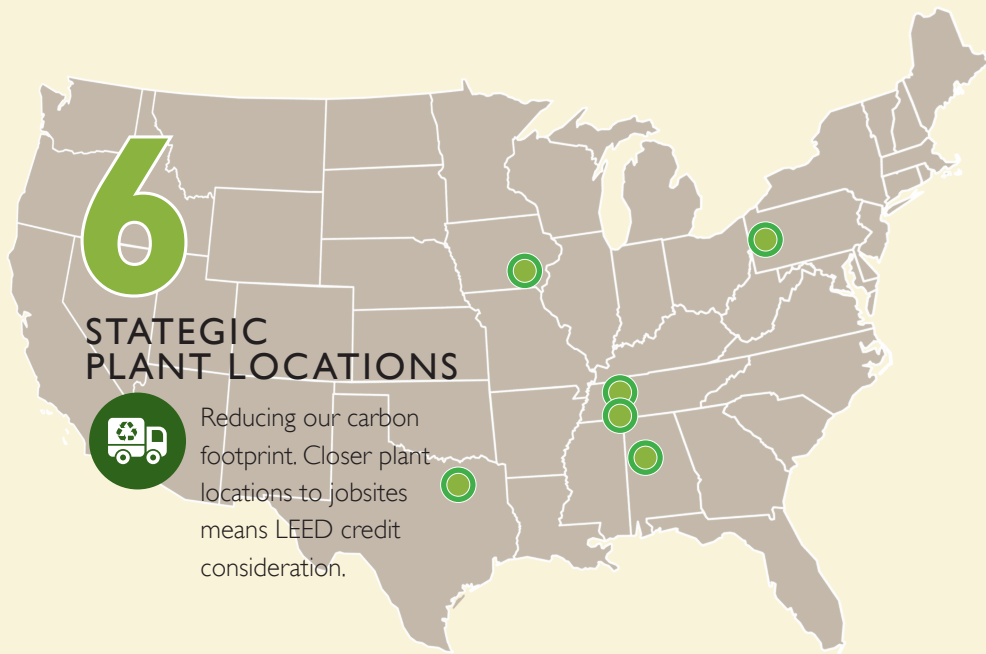 6
STATEGIC
PLANT LOCATIONS
Reducing our carbon
footprint. Closer plant
locations to jobsites
means LEED credit
consideration.